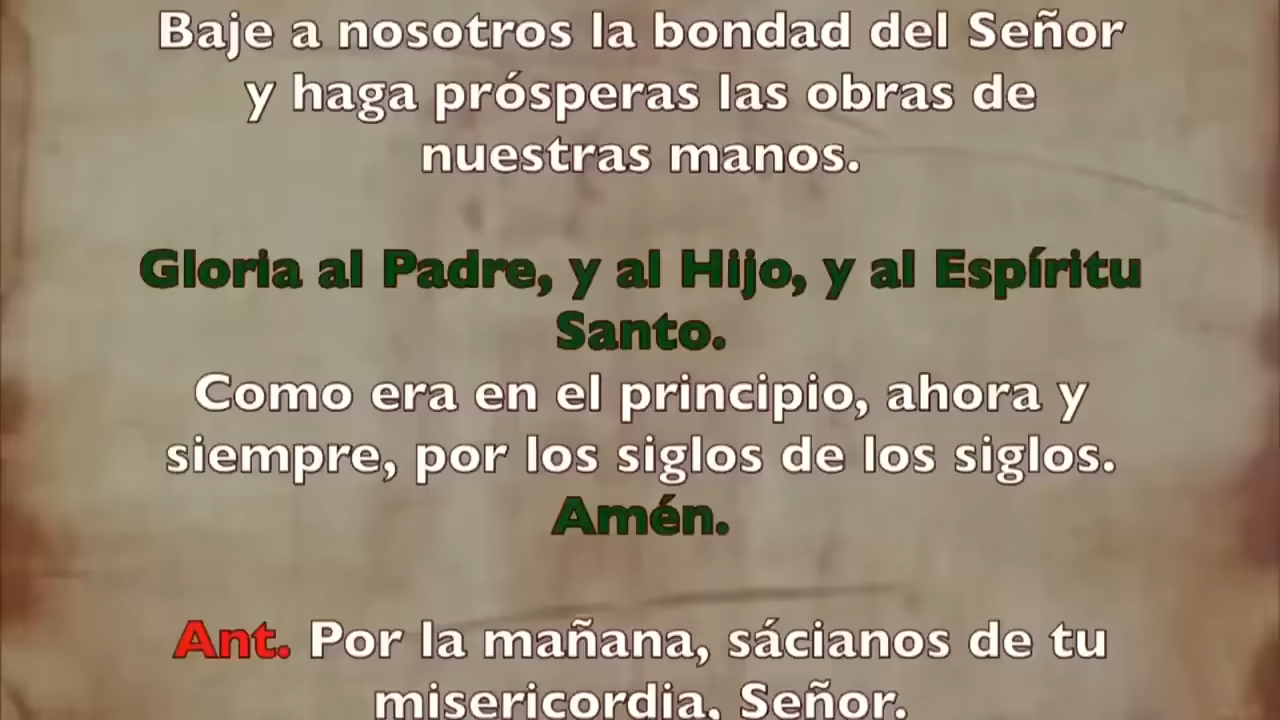 Baje a nosotros la bondad del Señor
y haga prósperas las obras de
nuestras manos.
Gloria al Padre, y al Hijo, y al Espíritu
Santo.
Como era en el principio, ahora y
siempre, por los siglos de los siglos.
Amén.
Ant. Por la mañana, sácianos de tu
misericordia, Señor.